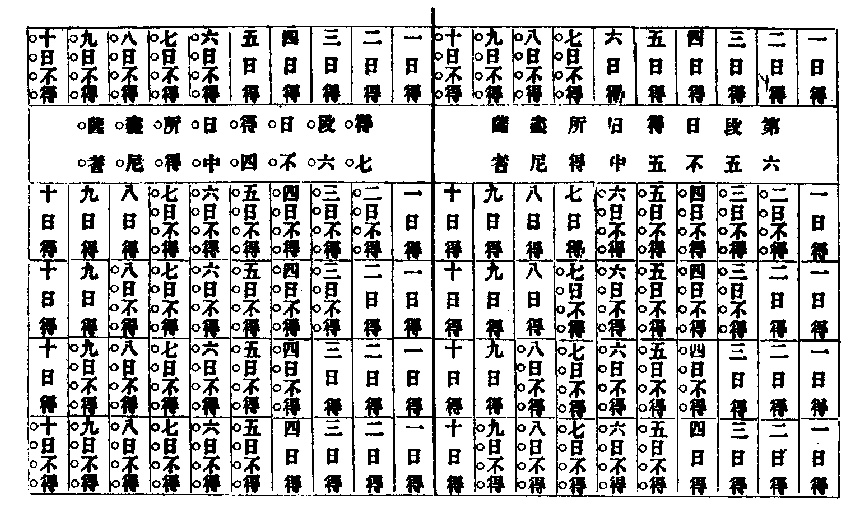 一日得 二日得 三日得 四日得 五日得 六日得 七日不得 八日不得 九日不得 十日不得
第六段五日不得五日中所得盡尼薩者
一日得 二日不得 三日不得 四日不得 五日不得 六日不得 七日得 八日得 九日得 十日得
一日得 二日得 三日不得 四日不得 五日不得 六日不得 七日不得 八日得 九日得 十日得
一日得 二日得 三日得 四日不得 五日不得 六日不得 七日不得 八日不得 九日得 十日得
一日得 二日得 三日得 四日得 五日不得 六日不得 七日不得 八日不得 九日不得 十日得
一日得 二日得 三日得 四日得 五日得 六日不得 七日不得 八日不得 九日不得 十日不得
得七段六日不得四日中所得盡尼薩者
一日得 二日不得 三日不得 四日不得 五日不得 六日不得 七日不得 八日得 九日得 十日得
一日得 二日得 三日不得 四日不得 五日不得 六日不得 七日不得 八日不得 九日得 十日得
一日得 二日得 三日得 四日不得 五日不得 六日不得 七日不得 八日不得 九日不得 十日得
一日得 二日得 三日得 四日得 五日不得 六日不得 七日不得 八日不得 九日不得 十日不得